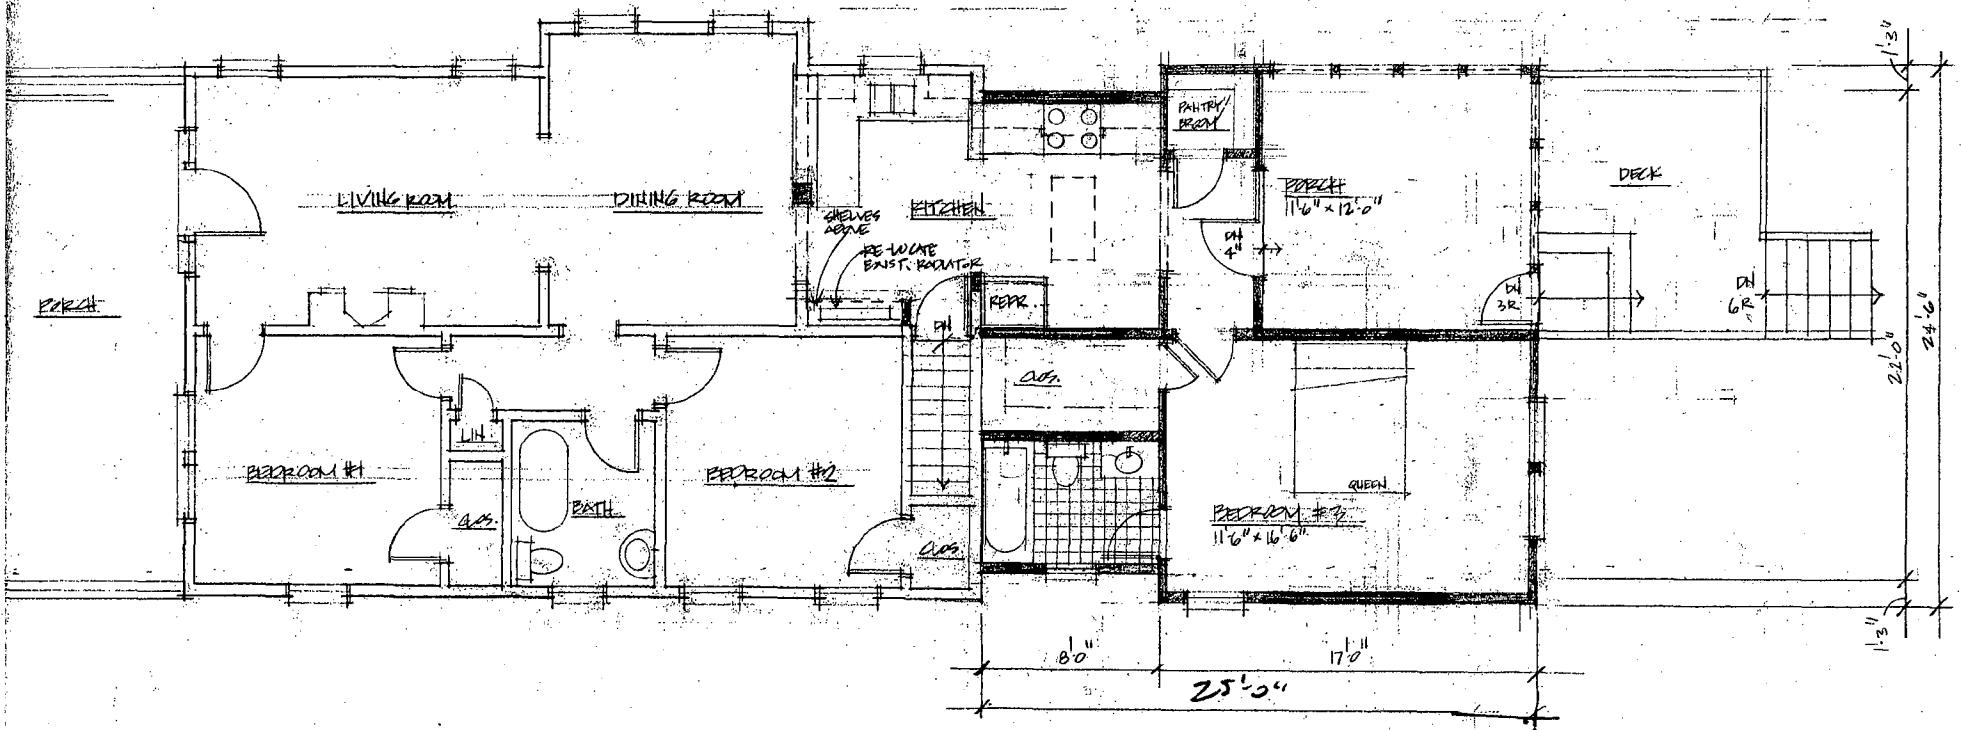 1'-3"
PANTRY/
BROOM
LIVING ROOM
DINING ROOM
KITCHEN
PORCH
11'-6" x 12'-0"
DECK
SHELVES
ABOVE
RE-LOCATE
EXIST. RADIATOR
DN
4"
PORCH
REFR.
DN
DN
3R
DN
6R
22'-0"
24'-6"
CLOS.
LIN.
BEDROOM #1
BEDROOM #2
CLOS.
BATH
QUEEN
BEDROOM #3
11'-6" x 16'-6"
CLOS.
1'-3"
8'-0"
17'-0"
25'-0"